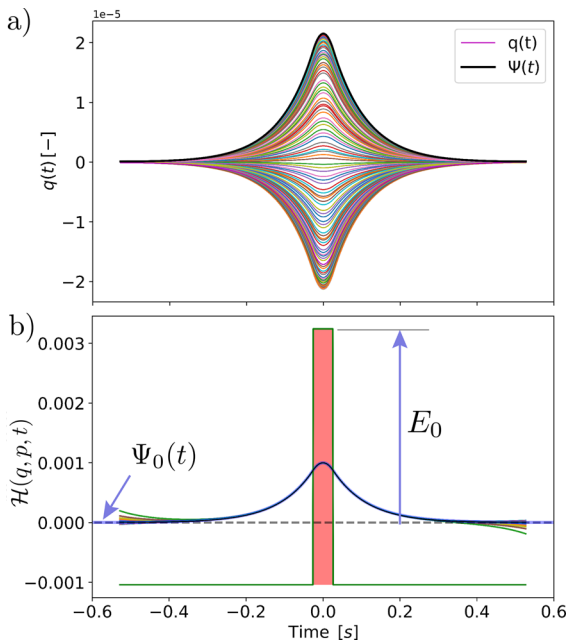 a)
1e−5
q(t) [−]
2
1
0
−1
−2
q(t)
Ψ(t)
b)
ℋ(q, p, t)
0.003
0.002
0.001
0.000
−0.001
Ψ₀(t)
E₀
−0.6 −0.4 −0.2 0.0 0.2 0.4 0.6
Time [s]